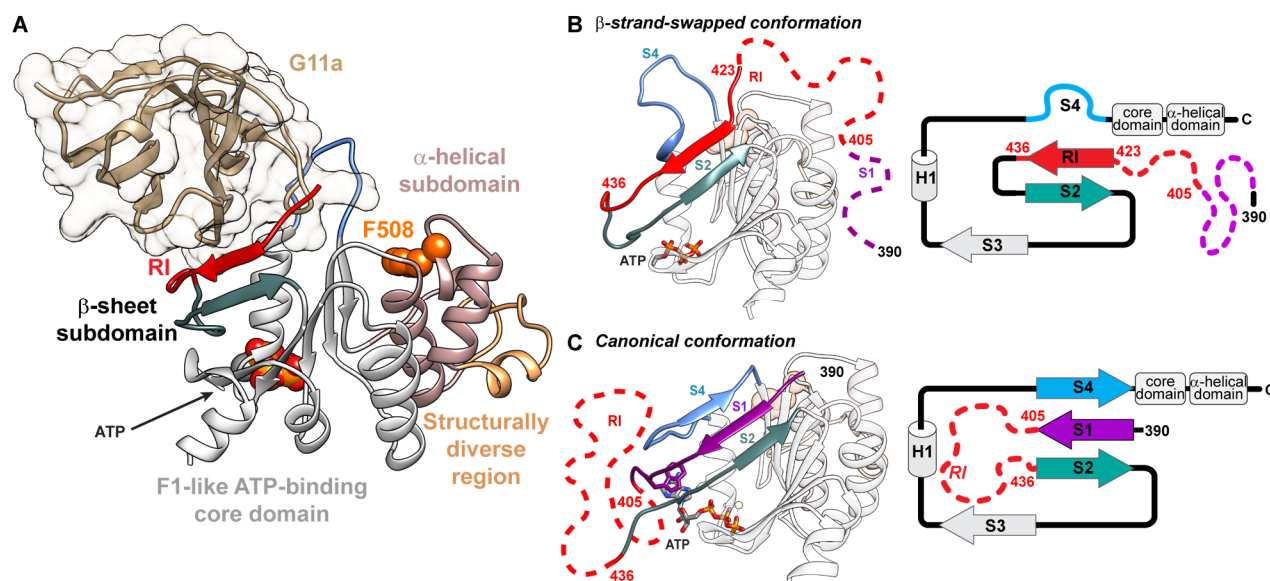 A
G11a
α-helical
subdomain
F508
RI
β-sheet
subdomain
ATP
Structurally
diverse
region
F1-like ATP-binding
core domain
B β-strand-swapped conformation
S4
423
RI
S2
405
S1
436
ATP
390
S4
core
domain
α-helical
domain
C
436
RI
423
H1
S2
405
390
S3
C Canonical conformation
390
S4
S1
RI
S2
405
ATP
436
S4
core
domain
α-helical
domain
C
405
S1
390
H1
RI
436
S2
S3